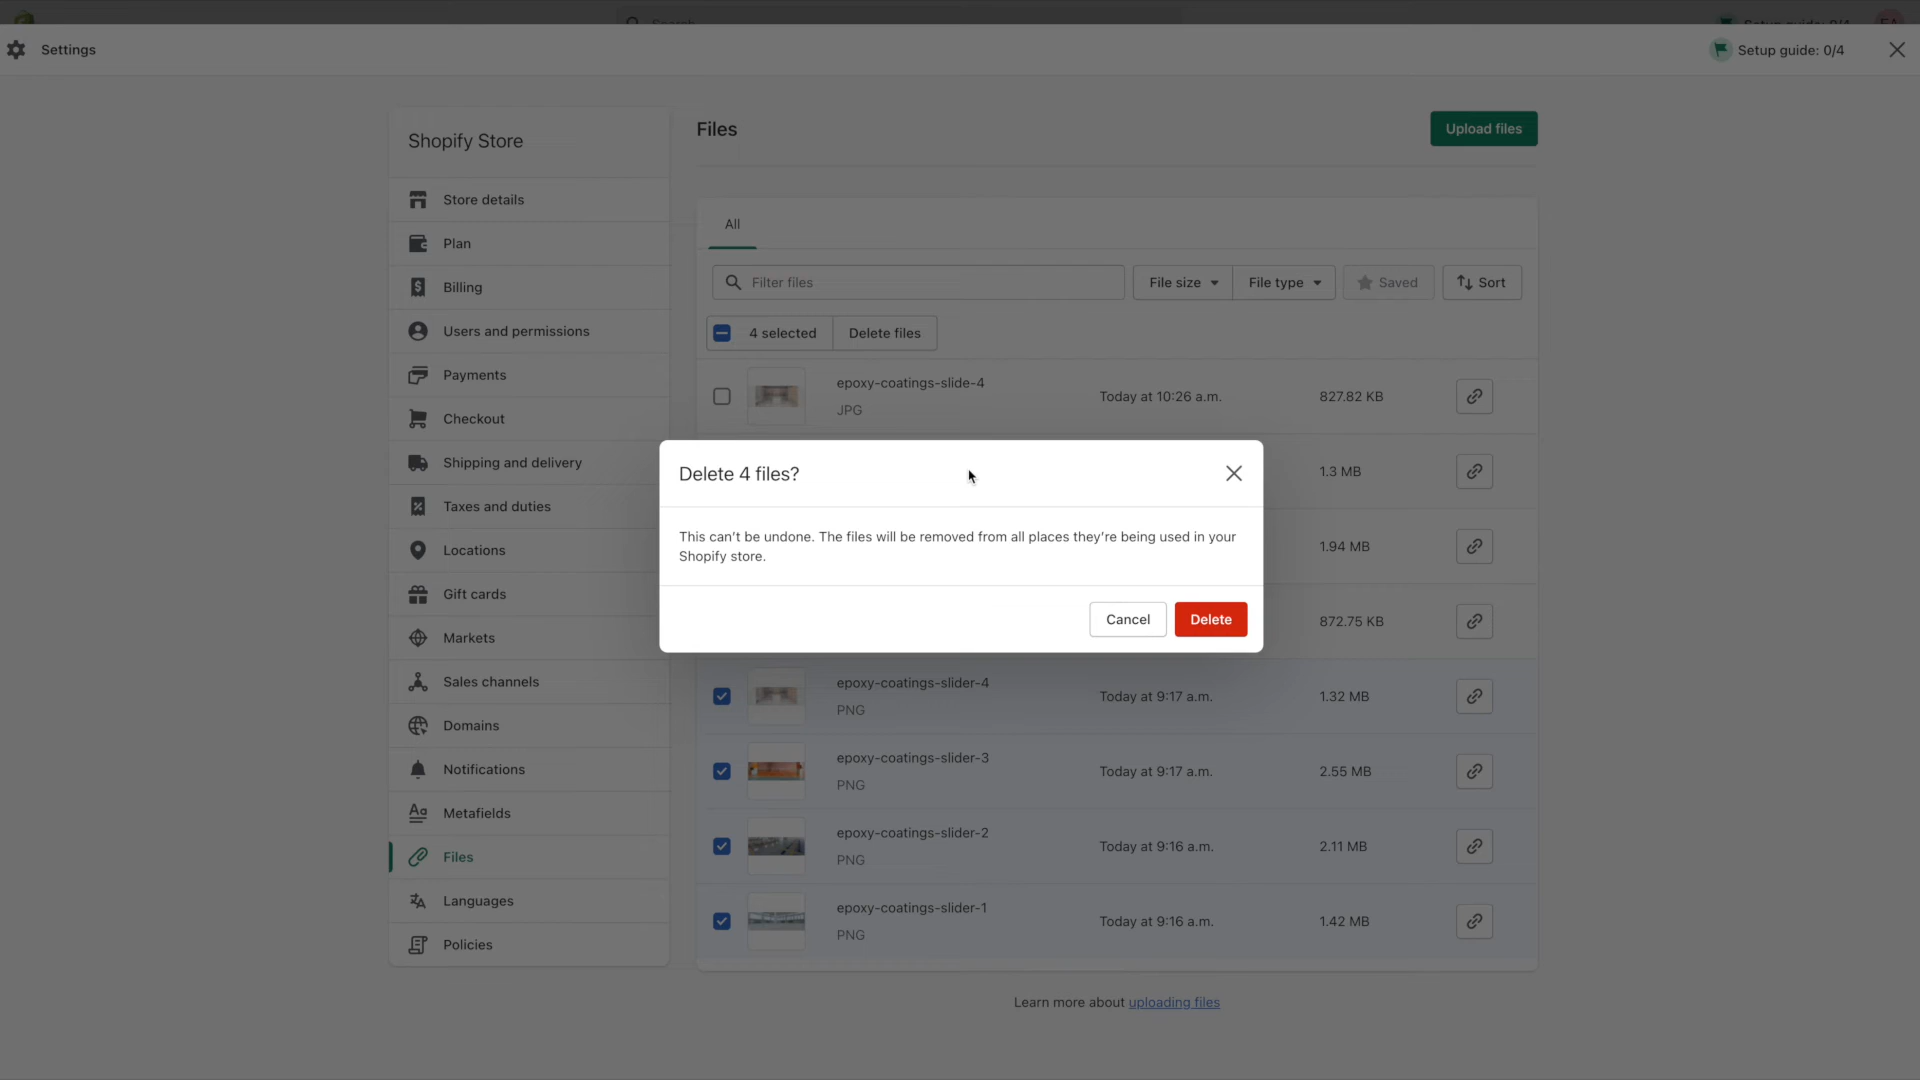 Search
Setup guide: 0/4
Settings
Setup guide: 0/4
Shopify Store
Store details
Plan
Billing
Users and permissions
Payments
Checkout
Shipping and delivery
Taxes and duties
Locations
Gift cards
Markets
Sales channels
Domains
Notifications
Metafields
Files
Languages
Policies
Files
Upload files
All
Filter files
File size
File type
Saved
Sort
4 selected
Delete files
epoxy-coatings-slide-4
JPG
Today at 10:26 a.m.
827.82 KB
1.3 MB
1.94 MB
872.75 KB
Delete 4 files?
This can't be undone. The files will be removed from all places they're being used in your
Shopify store.
Cancel
Delete
epoxy-coatings-slider-4
PNG
Today at 9:17 a.m.
1.32 MB
epoxy-coatings-slider-3
PNG
Today at 9:17 a.m.
2.55 MB
epoxy-coatings-slider-2
PNG
Today at 9:16 a.m.
2.11 MB
epoxy-coatings-slider-1
PNG
Today at 9:16 a.m.
1.42 MB
Learn more about uploading files